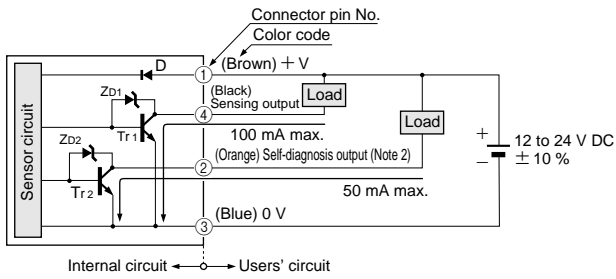 Connector pin No.
Color code
D
1
(Brown) + V
ZD1
(Black)
Sensing output
Load
4
Load
Tr1
100 mA max.
Sensor circuit
ZD2
2
(Orange) Self-diagnosis output (Note 2)
+
12 to 24 V DC
−
± 10 %
Tr2
50 mA max.
3
(Blue) 0 V
Internal circuit
Users' circuit